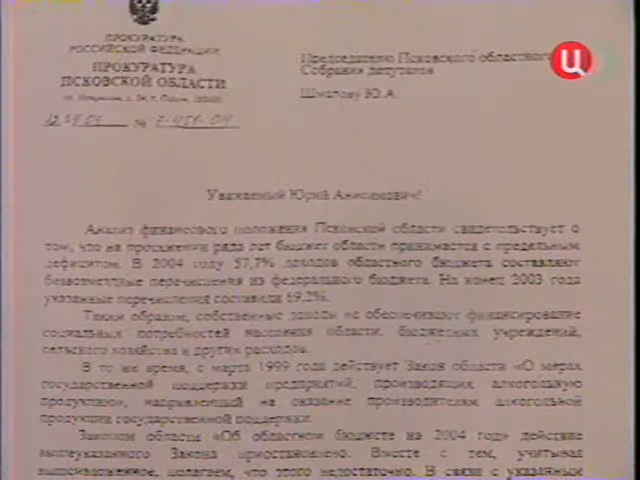 ПРОКУРАТУРА
РОССИЙСКОЙ ФЕДЕРАЦИИ
ПРОКУРАТУРА
ПСКОВСКОЙ ОБЛАСТИ
Председателю Псковского областного
Собрания депутатов
Шматову Ю.А.
№
Ц
Уважаемый Юрий Анисимович!
Анализ финансового положения Псковской области свидетельствует о
том, что на протяжении ряда лет бюджет области принимается с предельным
дефицитом. В 2004 году 57,7% доходов областного бюджета составляют
безвозмездные перечисления из федерального бюджета. На конец 2003 года
указанные перечисления составили 69,2%.
Таким образом, собственные доходы не обеспечивают финансирование
социальных потребностей населения области, бюджетных учреждений,
сельского хозяйства и других расходов.
В то же время, с марта 1999 года действует Закон области «О мерах
государственной поддержки предприятий, производящих алкогольную
продукцию», направленный на оказание производителям алкогольной
продукции государственной поддержки.
Законом области «Об областном бюджете на 2004 год» действие
вышеуказанного Закона приостановлено. Вместе с тем, учитывая
вышеизложенное, полагаем, что этого недостаточно. В связи с указанным